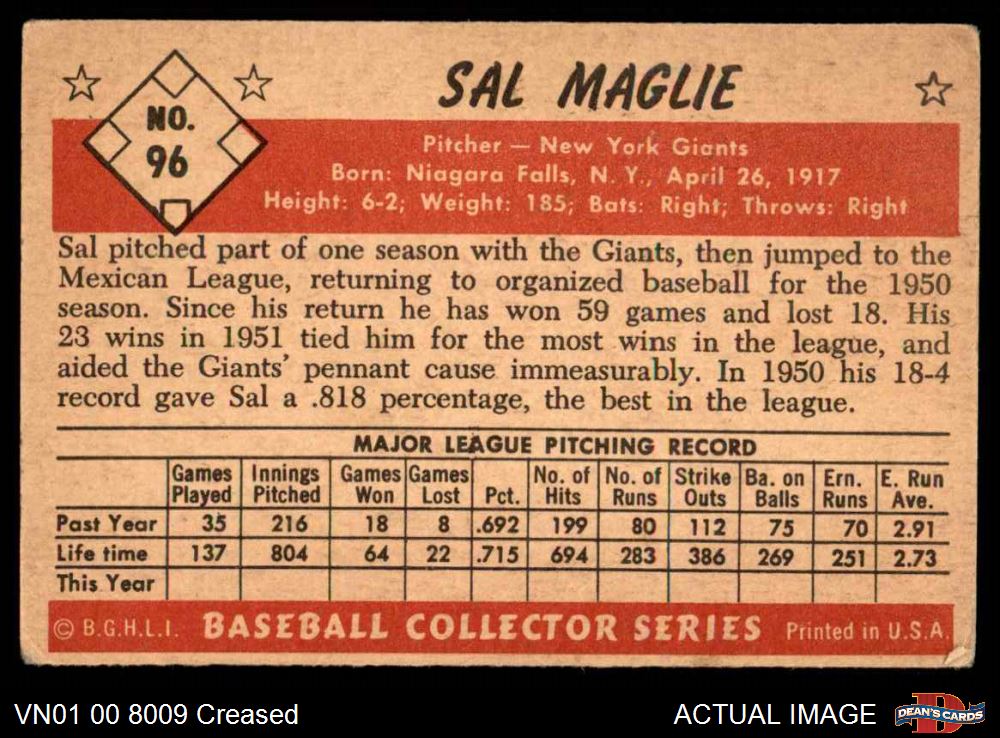 NO.
96
SAL MAGLIE
Pitcher — New York Giants
Born: Niagara Falls, N. Y., April 26, 1917
Height: 6-2; Weight: 185; Bats: Right; Throws: Right
Sal pitched part of one season with the Giants, then jumped to the
Mexican League, returning to organized baseball for the 1950
season. Since his return he has won 59 games and lost 18. His
23 wins in 1951 tied him for the most wins in the league, and
aided the Giants' pennant cause immeasurably. In 1950 his 18-4
record gave Sal a .818 percentage, the best in the league.
MAJOR LEAGUE PITCHING RECORD
Games Innings Games Games No. of No. of Strike Ba. on Ern. E. Run
Played Pitched Won Lost Pct. Hits Runs Outs Balls Runs Ave.
Past Year 35 216 18 8 .692 199 80 112 75 70 2.91
Life time 137 804 64 22 .715 694 283 386 269 251 2.73
This Year
© B.G.H.L.I. BASEBALL COLLECTOR SERIES Printed in U.S.A.
VN01 00 8009 Creased
ACTUAL IMAGE
D
DEAN'S CARDS